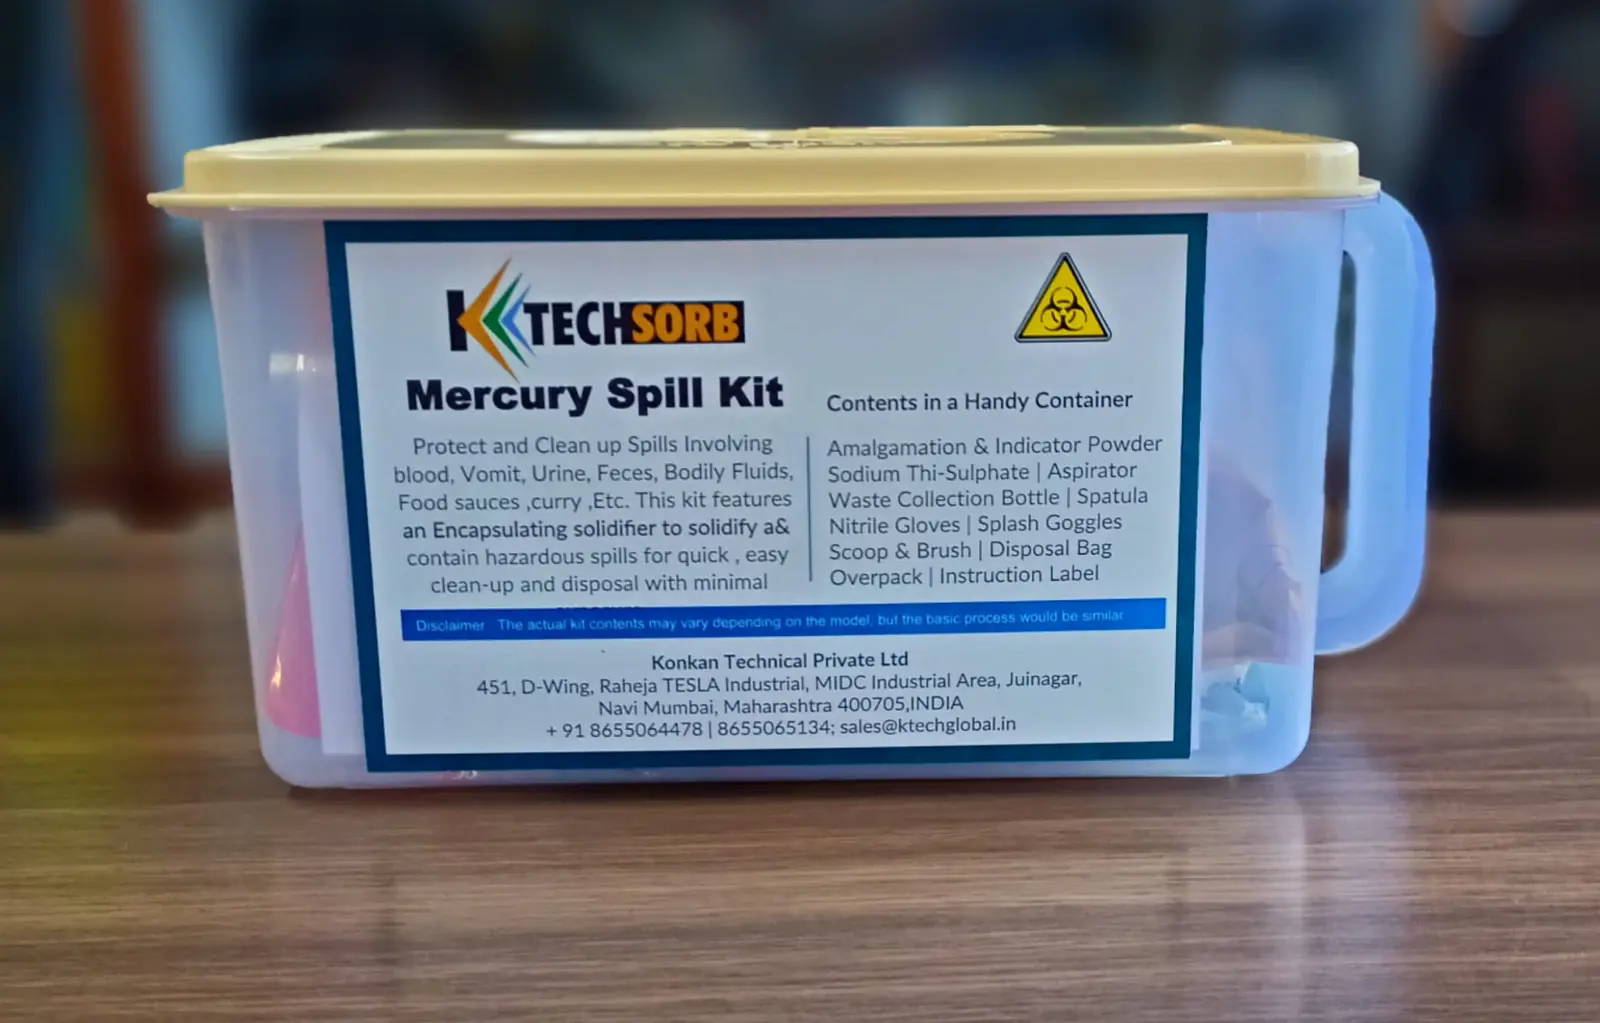 KTECHSORB
Mercury Spill Kit
Protect and Clean up Spills Involving
blood, Vomit, Urine, Feces, Bodily Fluids,
Food sauces ,curry ,Etc. This kit features
an Encapsulating solidifier to solidify a&
contain hazardous spills for quick , easy
clean-up and disposal with minimal
Contents in a Handy Container
Amalgamation & Indicator Powder
Sodium Thi-Sulphate | Aspirator
Waste Collection Bottle | Spatula
Nitrile Gloves | Splash Goggles
Scoop & Brush | Disposal Bag
Overpack | Instruction Label
Disclaimer The actual kit contents may vary depending on the model, but the basic process would be similar
Konkan Technical Private Ltd
451, D-Wing, Raheja TESLA Industrial, MIDC Industrial Area, Juinagar,
Navi Mumbai, Maharashtra 400705,INDIA
+ 91 8655064478 | 8655065134; sales@ktechglobal.in